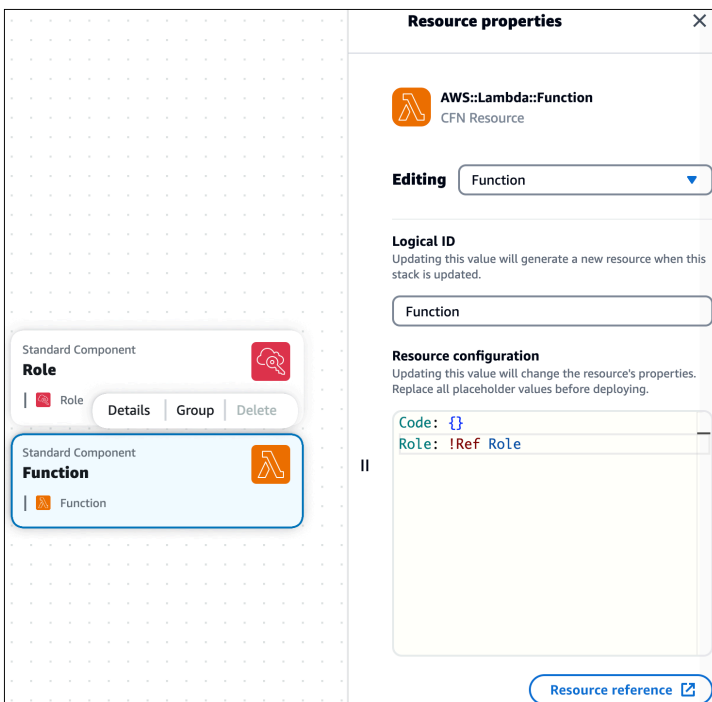 Resource properties
AWS::Lambda::Function
CFN Resource
Editing
Function
Logical ID
Updating this value will generate a new resource when this
stack is updated.
Function
Resource configuration
Updating this value will change the resource's properties.
Replace all placeholder values before deploying.
Code: {}
Role: !Ref Role
Resource reference
Standard Component
Role
Role
Details
Group
Delete
Standard Component
Function
Function